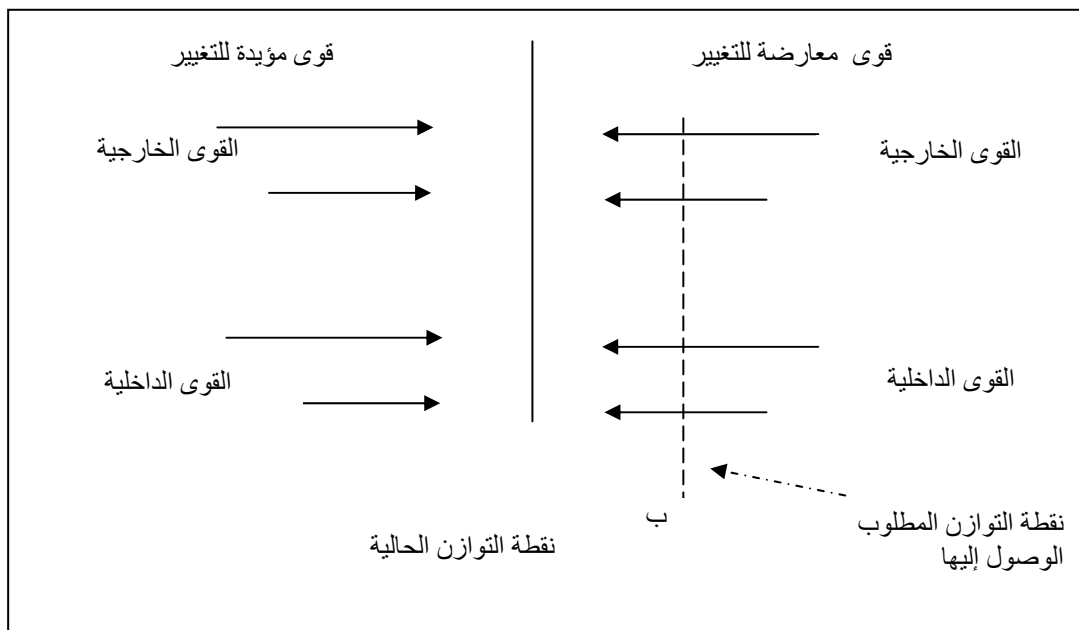 قوى معارضة للتغيير
قوى مؤيدة للتغيير
القوى الخارجية
القوى الخارجية
القوى الداخلية
القوى الداخلية
ب
نقطة التوازن المطلوب
الوصول إليها
نقطة التوازن الحالية